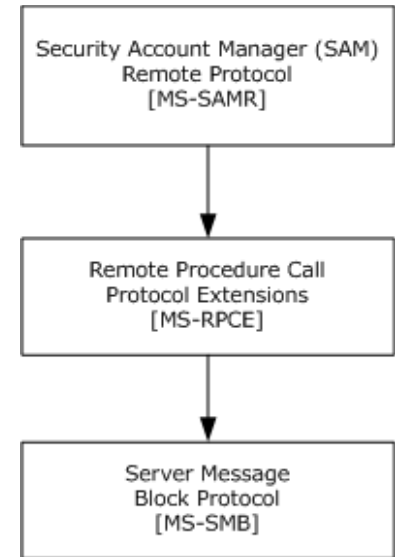 Security Account Manager (SAM)
Remote Protocol
[MS-SAMR]
Remote Procedure Call
Protocol Extensions
[MS-RPCE]
Server Message
Block Protocol
[MS-SMB]